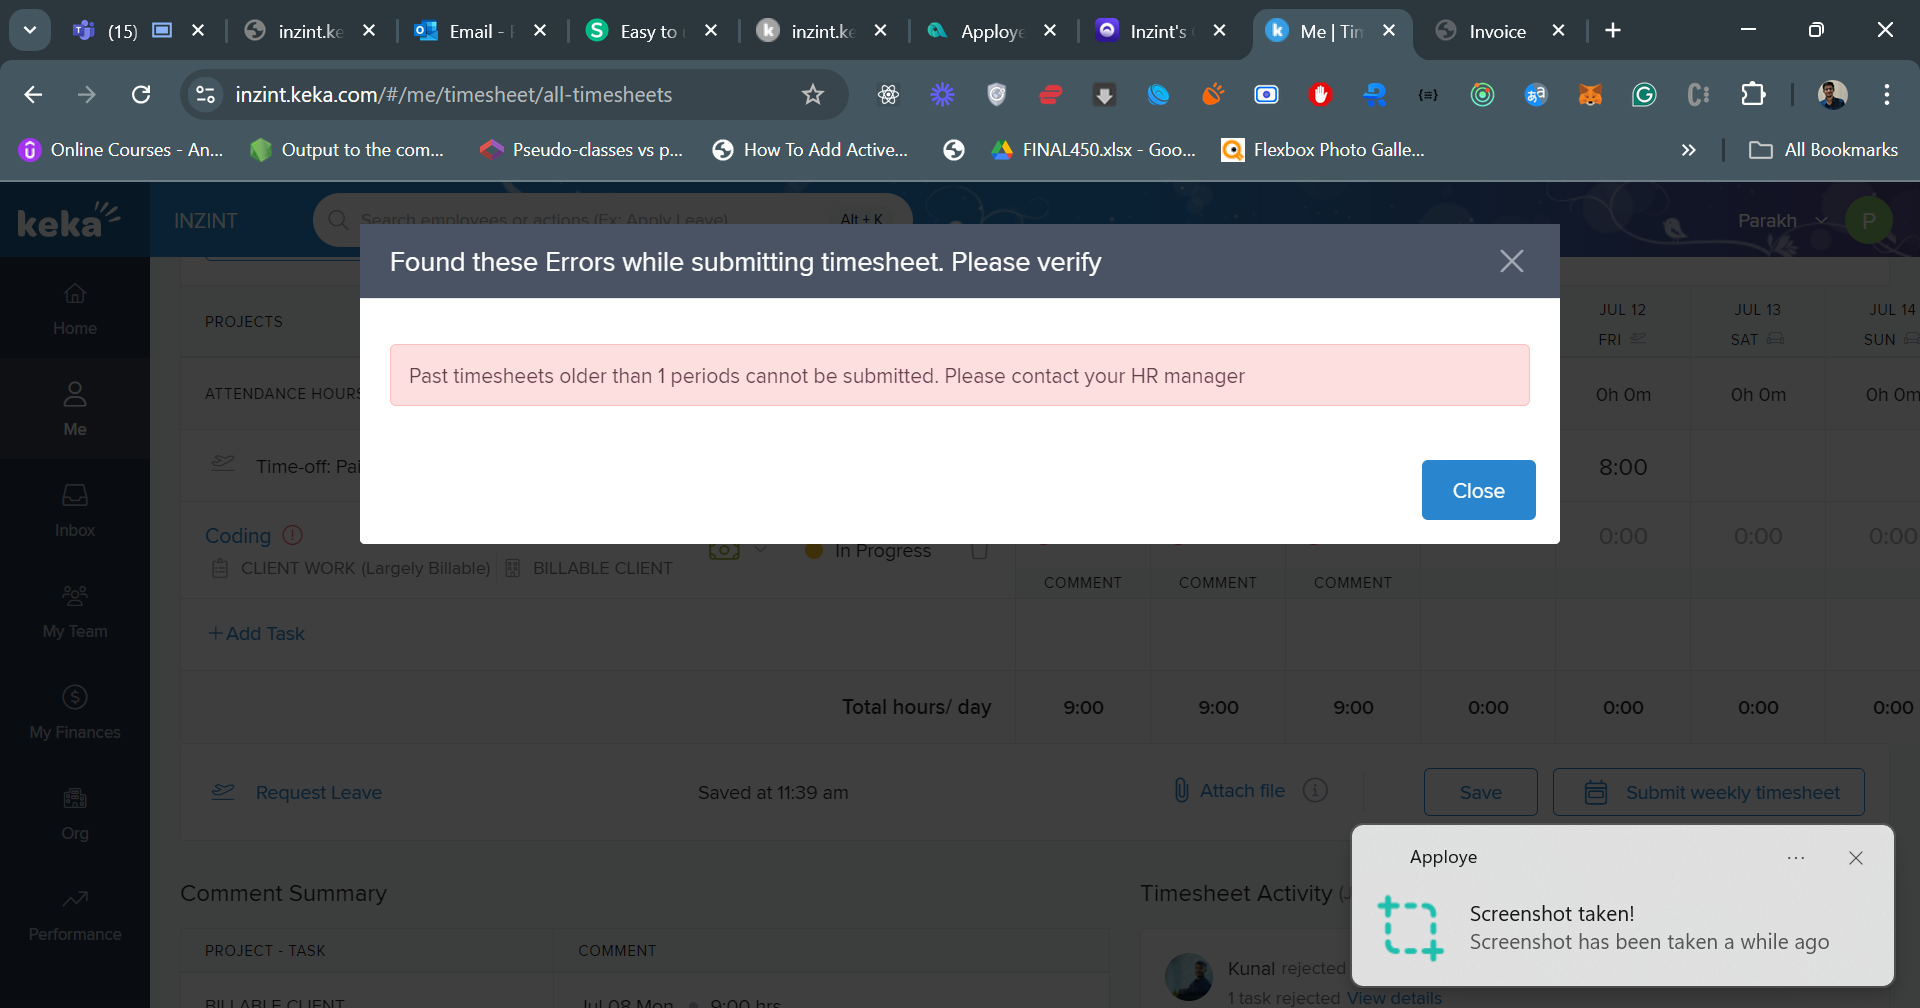 (15)
inzint.ke
Email -
Easy to
inzint.ke
Apploye
Inzint's
Me | Tim
Invoice
inzint.keka.com/#/me/timesheet/all-timesheets
Online Courses - An...
Output to the com...
Pseudo-classes vs p...
How To Add Active...
FINAL450.xlsx - Goo...
Flexbox Photo Galle...
All Bookmarks
keka
INZINT
Search employees or actions (Ex: Apply Leave)
Alt + K
Parakh
P
Found these Errors while submitting timesheet. Please verify
Past timesheets older than 1 periods cannot be submitted. Please contact your HR manager
Close
Home
Me
Inbox
My Team
My Finances
Org
Performance
PROJECTS
JUL 12
FRI
JUL 13
SAT
JUL 14
SUN
ATTENDANCE HOURS
0h 0m
0h 0m
0h 0m
Time-off: Pai
8:00
Coding
In Progress
0:00
0:00
0:00
CLIENT WORK (Largely Billable)
BILLABLE CLIENT
COMMENT
COMMENT
COMMENT
+ Add Task
Total hours/ day
9:00
9:00
9:00
0:00
0:00
0:00
0:00
Request Leave
Saved at 11:39 am
Attach file
Save
Submit weekly timesheet
Comment Summary
Timesheet Activity (J
PROJECT - TASK
COMMENT
BILLABLE CLIENT
Jul 08 Mon
9:00 hrs
Kunal rejected
1 task rejected View details
Apploye
Screenshot taken!
Screenshot has been taken a while ago